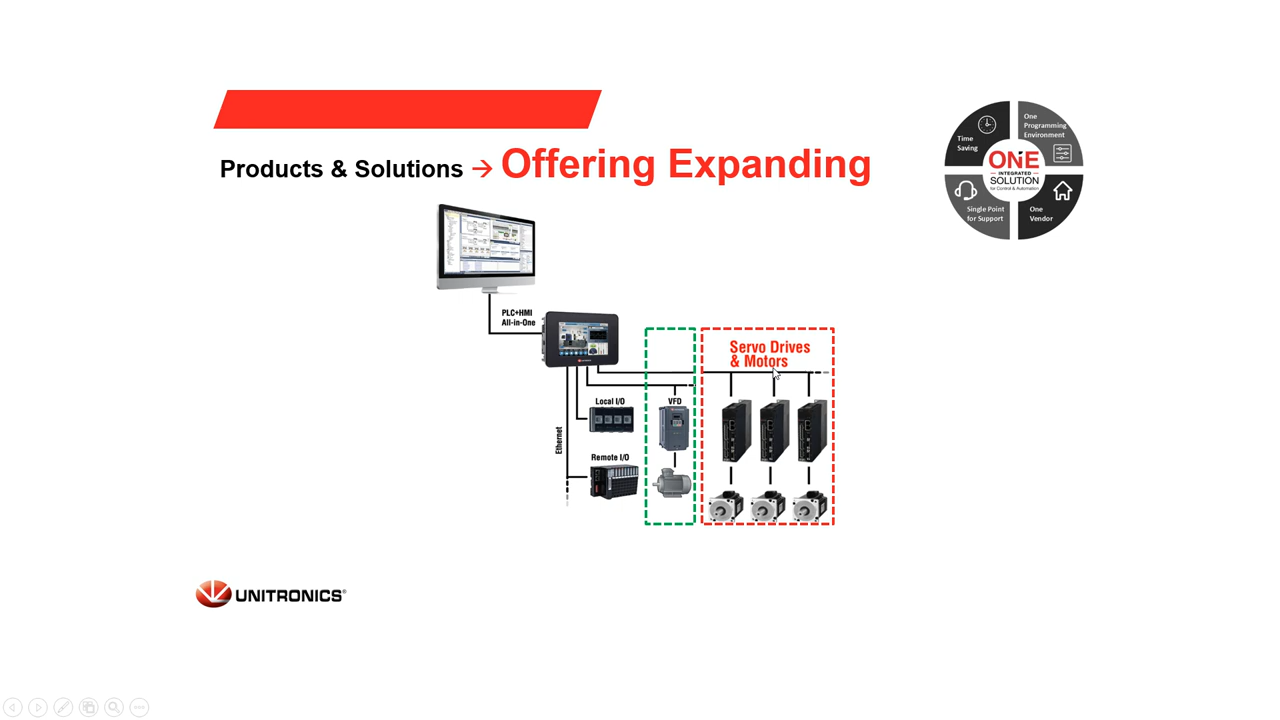 Products & Solutions → Offering Expanding
Time
Saving
One
Programming
Environment
ONE
INTEGRATED
SOLUTION
for Control & Automation
Single Point
for Support
One
Vendor
PLC+HMI
All-in-One
Servo Drives
& Motors
Local I/O
VFD
Ethernet
Remote I/O
UNITRONICS®